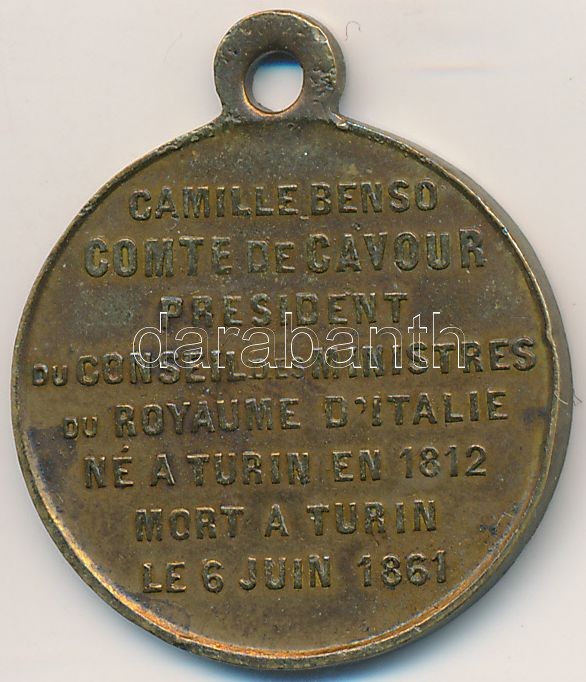 CAMILLE BENSO
COMTE DE CAVOUR
PRESIDENT
darabanth
DU CONSEIL DES MINISTRES
DU ROYAUME D'ITALIE
NÉ A TURIN EN 1812
MORT A TURIN
LE 6 JUIN 1861